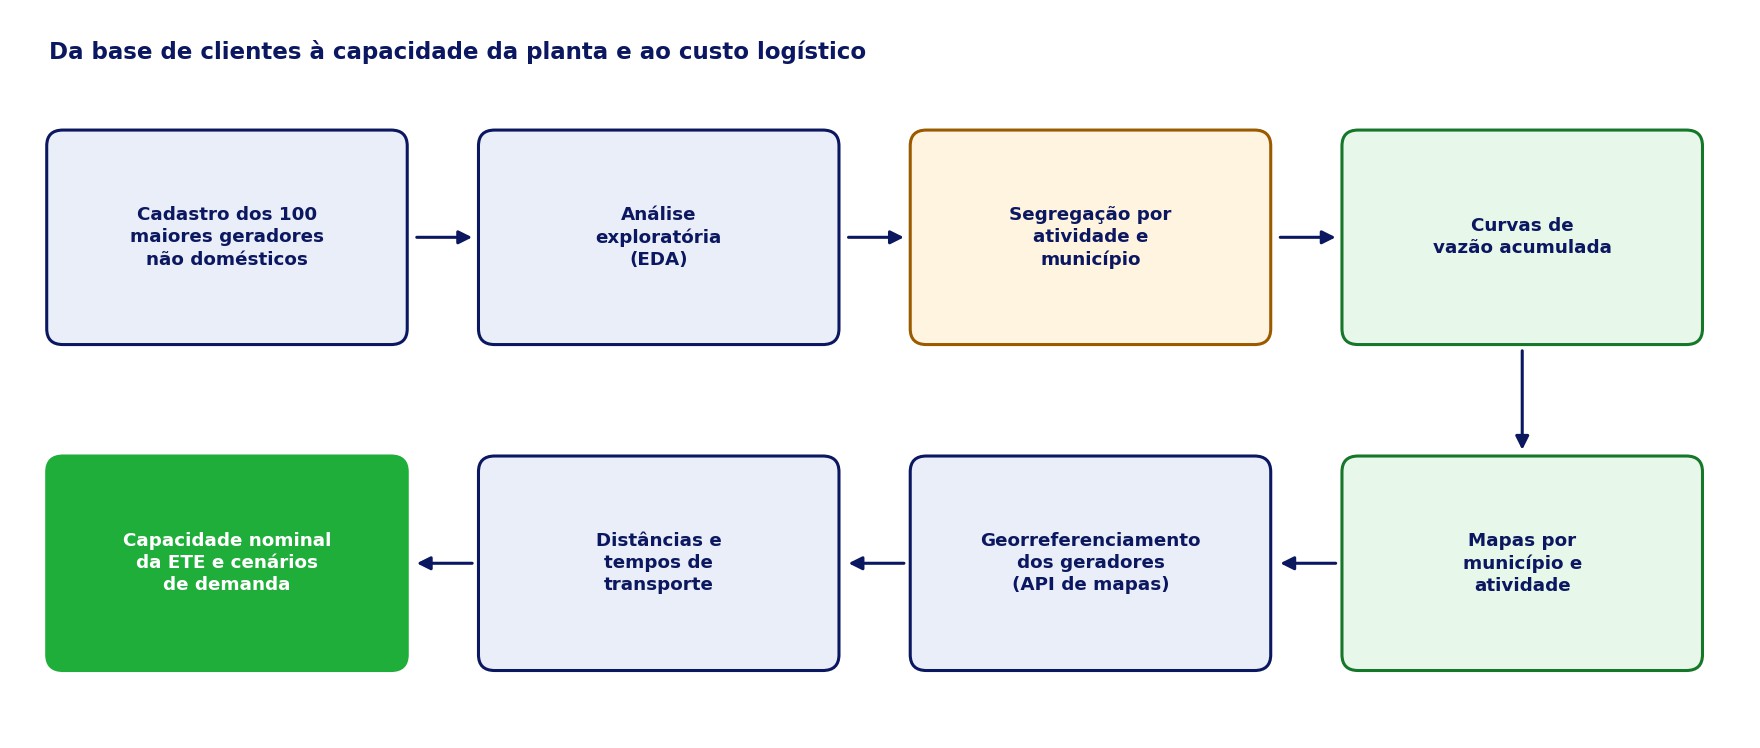 Da base de clientes à capacidade da planta e ao custo logístico
Cadastro dos 100
maiores geradores
não domésticos
Análise
exploratória
(EDA)
Segregação por
atividade e
município
Curvas de
vazão acumulada
Mapas por
município e
atividade
Georreferenciamento
dos geradores
(API de mapas)
Distâncias e
tempos de
transporte
Capacidade nominal
da ETE e cenários
de demanda